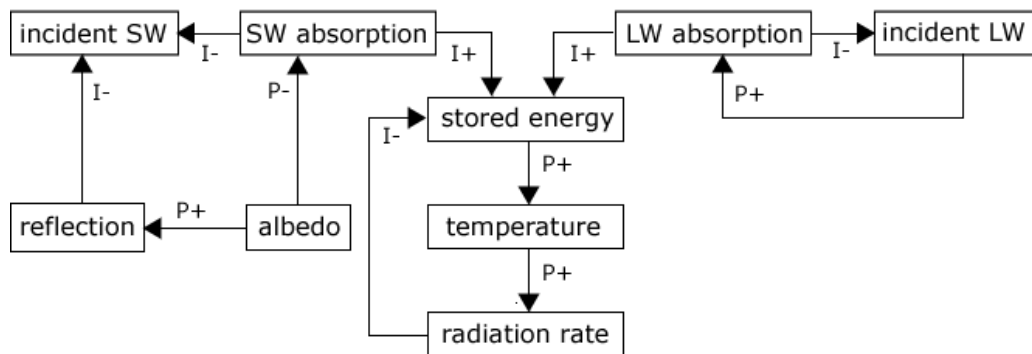 incident SW
SW absorption
LW absorption
incident LW
I-
I+
I+
I-
I-
P-
P+
stored energy
I-
P+
reflection
P+
albedo
temperature
P+
radiation rate